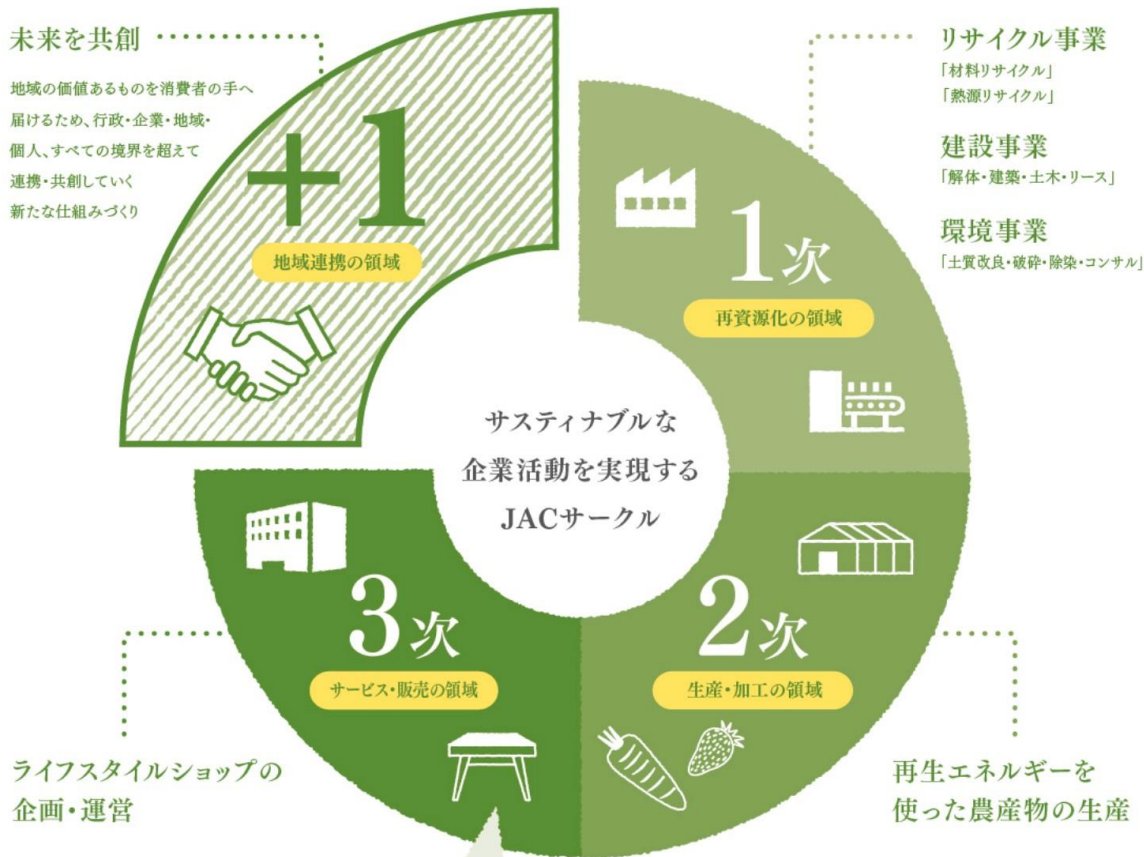 未来を共創
地域の価値あるものを消費者の手へ
届けるため、行政・企業・地域・
個人、すべての境界を超えて
連携・共創していく
新たな仕組みづくり
+1
地域連携の領域
リサイクル事業
「材料リサイクル」
「熱源リサイクル」
建設事業
「解体・建築・土木・リース」
環境事業
「土質改良・破砕・除染・コンサル」
1次
再資源化の領域
サスティナブルな
企業活動を実現する
JACサークル
2次
生産・加工の領域
再生エネルギーを
使った農産物の生産
3次
サービス・販売の領域
ライフスタイルショップの
企画・運営